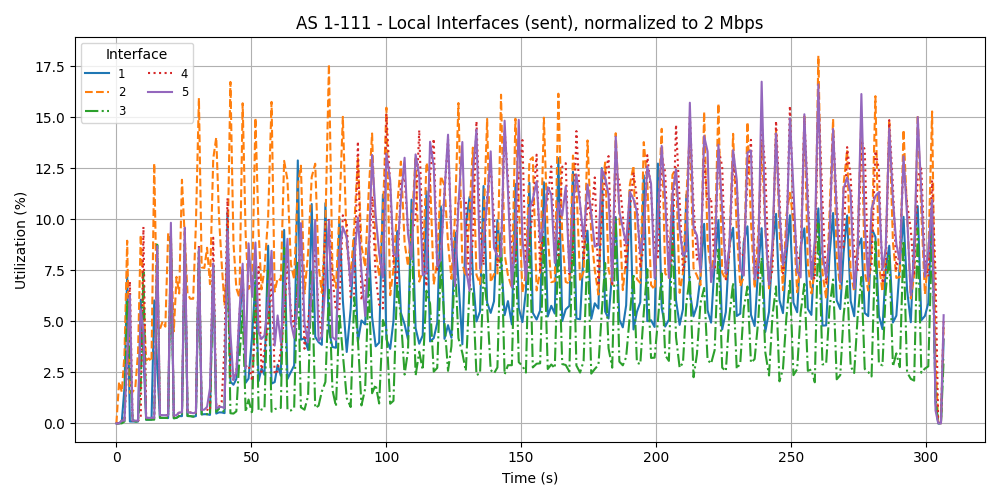 AS 1-111 - Local Interfaces (sent), normalized to 2 Mbps
Interface
1
2
3
4
5
17.5
15.0
12.5
10.0
7.5
5.0
2.5
0.0
Utilization (%)
0 50 100 150 200 250 300
Time (s)